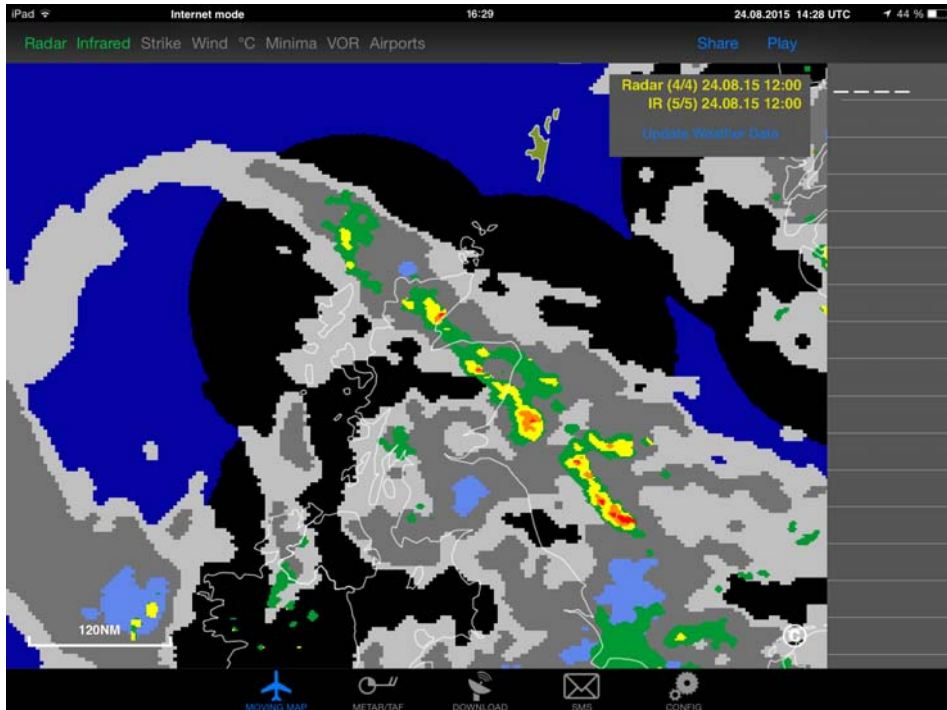 iPad Internet mode 16:29 24.08.2015 14:28 UTC 44 %
Radar Infrared Strike Wind °C Minima VOR Airports Share Play
Radar (4/4) 24.08.15 12:00
IR (5/5) 24.08.15 12:00
Update Weather Data
120NM
©
MOVING MAP METAR/TAF DOWNLOAD SMS CONFIG